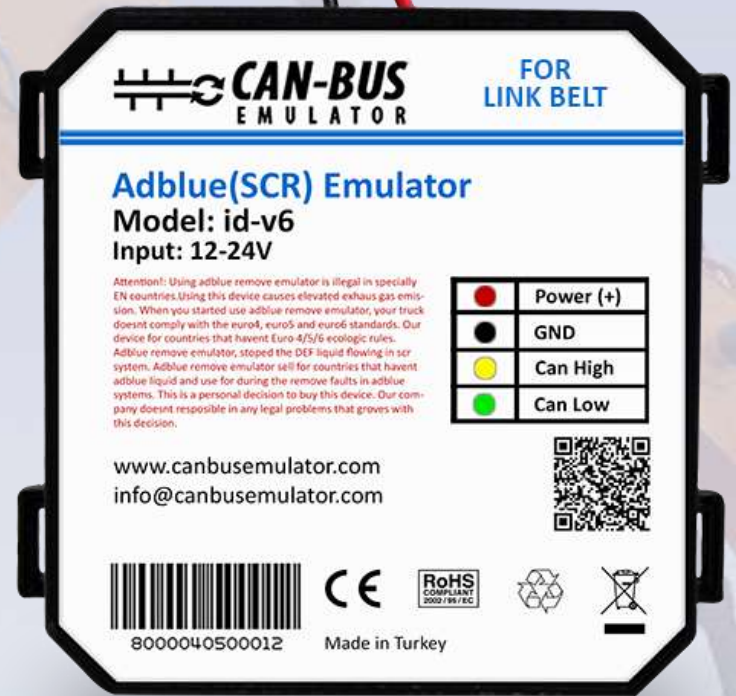 CAN-BUS
EMULATOR
FOR
LINK BELT
Adblue(SCR) Emulator
Model: id-v6
Input: 12-24V
Attention!: Using adblue remove emulator is illegal in specially
EN countries.Using this device causes elevated exhaus gas emis-
sion. When you started use adblue remove emulator, your truck
doesnt comply with the euro4, euro5 and euro6 standards. Our
device for countries that havent Euro 4/5/6 ecologic rules.
Adblue remove emulator, stoped the DEF liquid flowing in scr
system. Adblue remove emulator sell for countries that havent
adblue liquid and use for during the remove faults in adblue
systems. This is a personal decision to buy this device. Our com-
pany doesnt resposible in any legal problems that groves with
this decision.
Power (+)
GND
Can High
Can Low
www.canbusemulator.com
info@canbusemulator.com
8000040500012
CE
RoHS
COMPLIANT
2002/95/EC
Made in Turkey